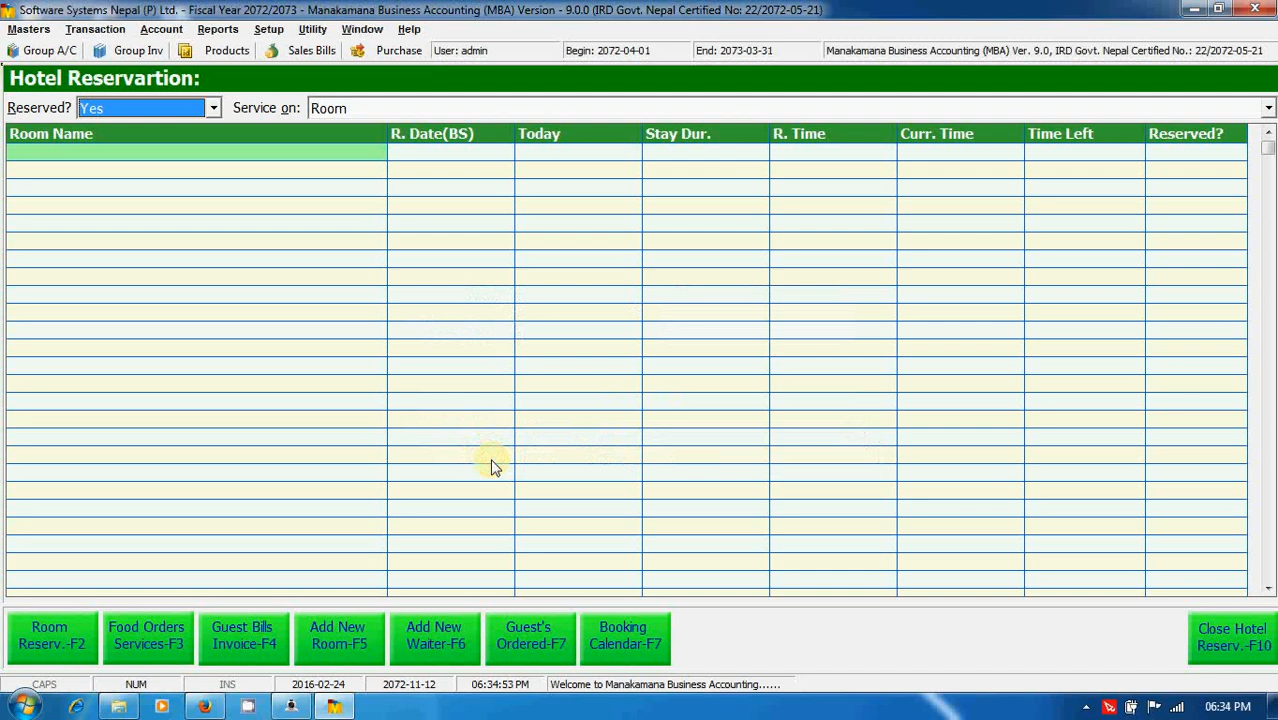 Software Systems Nepal (P) Ltd. - Fiscal Year 2072/2073 - Manakamana Business Accounting (MBA) Version - 9.0.0 (IRD Govt. Nepal Certified No: 22/2072-05-21)
Masters Transaction Account Reports Setup Utility Window Help
Group A/C Group Inv Products Sales Bills Purchase User: admin Begin: 2072-04-01 End: 2073-03-31 Manakamana Business Accounting (MBA) Ver. 9.0, IRD Govt. Nepal Certified No.: 22/2072-05-21
Hotel Reservartion:
Reserved? Yes Service on: Room
Room Name R. Date(BS) Today Stay Dur. R. Time Curr. Time Time Left Reserved?
Room Food Orders Guest Bills Add New Add New Guest's Booking Close Hotel
Reserv.-F2 Services-F3 Invoice-F4 Room-F5 Waiter-F6 Ordered-F7 Calendar-F7 Reserv.-F10
CAPS NUM INS 2016-02-24 2072-11-12 06:34:53 PM Welcome to Manakamana Business Accounting......
06:34 PM